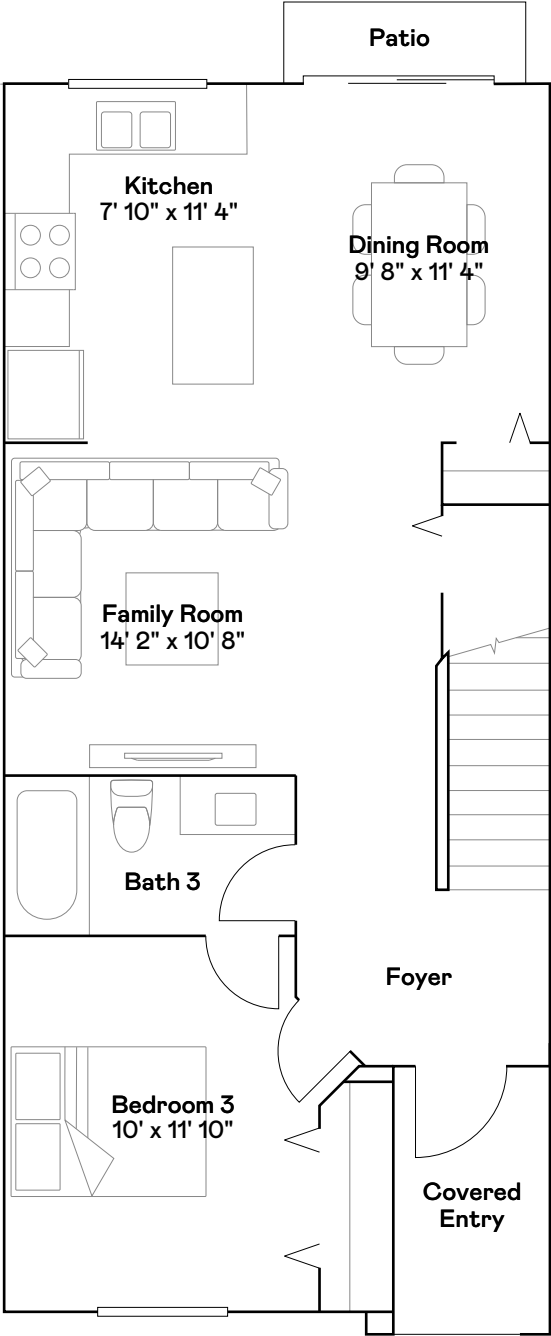 Patio
Kitchen
7' 10" x 11' 4"
Dining Room
9' 8" x 11' 4"
Family Room
14' 2" x 10' 8"
Bath 3
Foyer
Bedroom 3
10' x 11' 10"
Covered
Entry